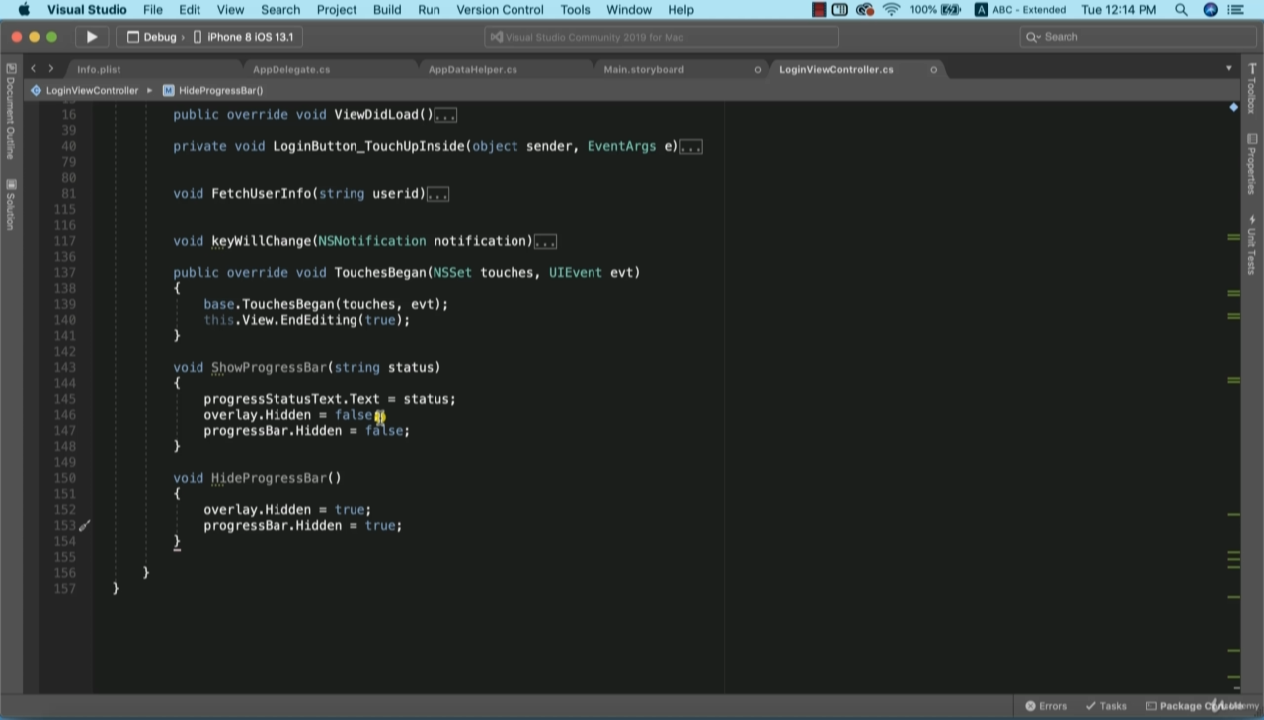 Visual Studio File Edit View Search Project Build Run Version Control Tools Window Help 100% ABC - Extended Tue 12:14 PM
Debug › iPhone 8 iOS 13.1 Visual Studio Community 2019 for Mac Search
Info.plist AppDelegate.cs AppDataHelper.cs Main.storyboard LoginViewController.cs
LoginViewController ▸ M HideProgressBar()
Document Outline
Solution
Toolbox
Properties
Unit Tests
16 public override void ViewDidLoad()...
39
40 private void LoginButton_TouchUpInside(object sender, EventArgs e)...
79
80
81 void FetchUserInfo(string userid)...
115
116
117 void keyWillChange(NSNotification notification)...
136
137 public override void TouchesBegan(NSSet touches, UIEvent evt)
138 {
139 base.TouchesBegan(touches, evt);
140 this.View.EndEditing(true);
141 }
142
143 void ShowProgressBar(string status)
144 {
145 progressStatusText.Text = status;
146 overlay.Hidden = false;
147 progressBar.Hidden = false;
148 }
149
150 void HideProgressBar()
151 {
152 overlay.Hidden = true;
153 progressBar.Hidden = true;
154 }
155
156 }
157 }
Errors Tasks Package